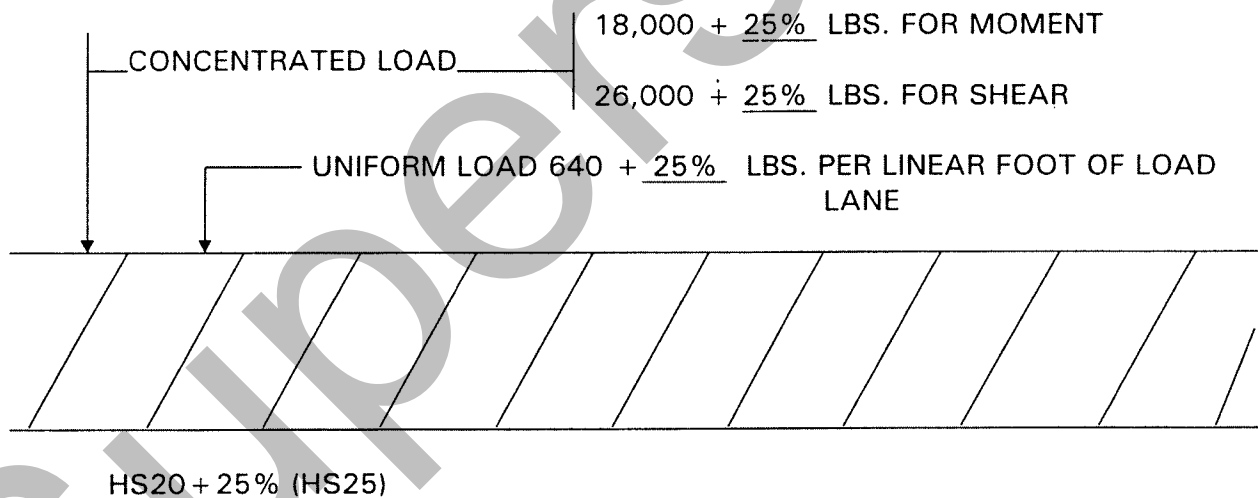 18,000 + 25% LBS. FOR MOMENT
CONCENTRATED LOAD
26,000 + 25% LBS. FOR SHEAR
UNIFORM LOAD 640 + 25% LBS. PER LINEAR FOOT OF LOAD
LANE
HS20+25% (HS25)